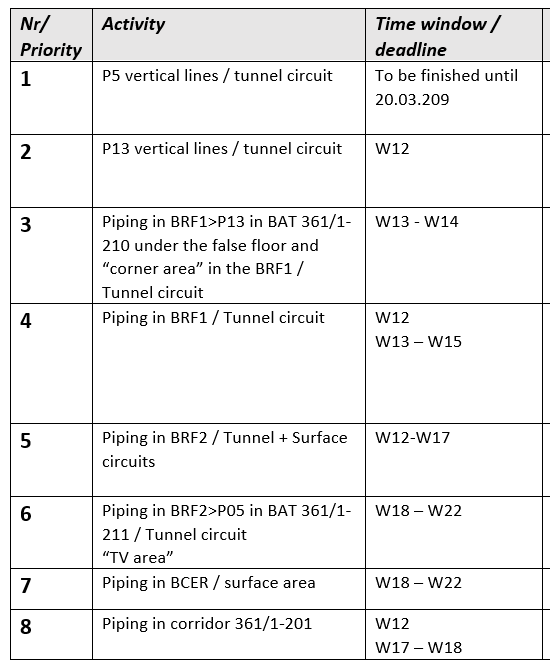 Nr/ Activity Time window /
Priority deadline
1 P5 vertical lines / tunnel circuit To be finished until
20.03.209
2 P13 vertical lines / tunnel circuit W12
3 Piping in BRF1>P13 in BAT 361/1- W13 - W14
210 under the false floor and
“corner area” in the BRF1 /
Tunnel circuit
4 Piping in BRF1 / Tunnel circuit W12
W13 – W15
5 Piping in BRF2 / Tunnel + Surface W12-W17
circuits
6 Piping in BRF2>P05 in BAT 361/1- W18 – W22
211 / Tunnel circuit
“TV area”
7 Piping in BCER / surface area W18 – W22
8 Piping in corridor 361/1-201 W12
W17 – W18